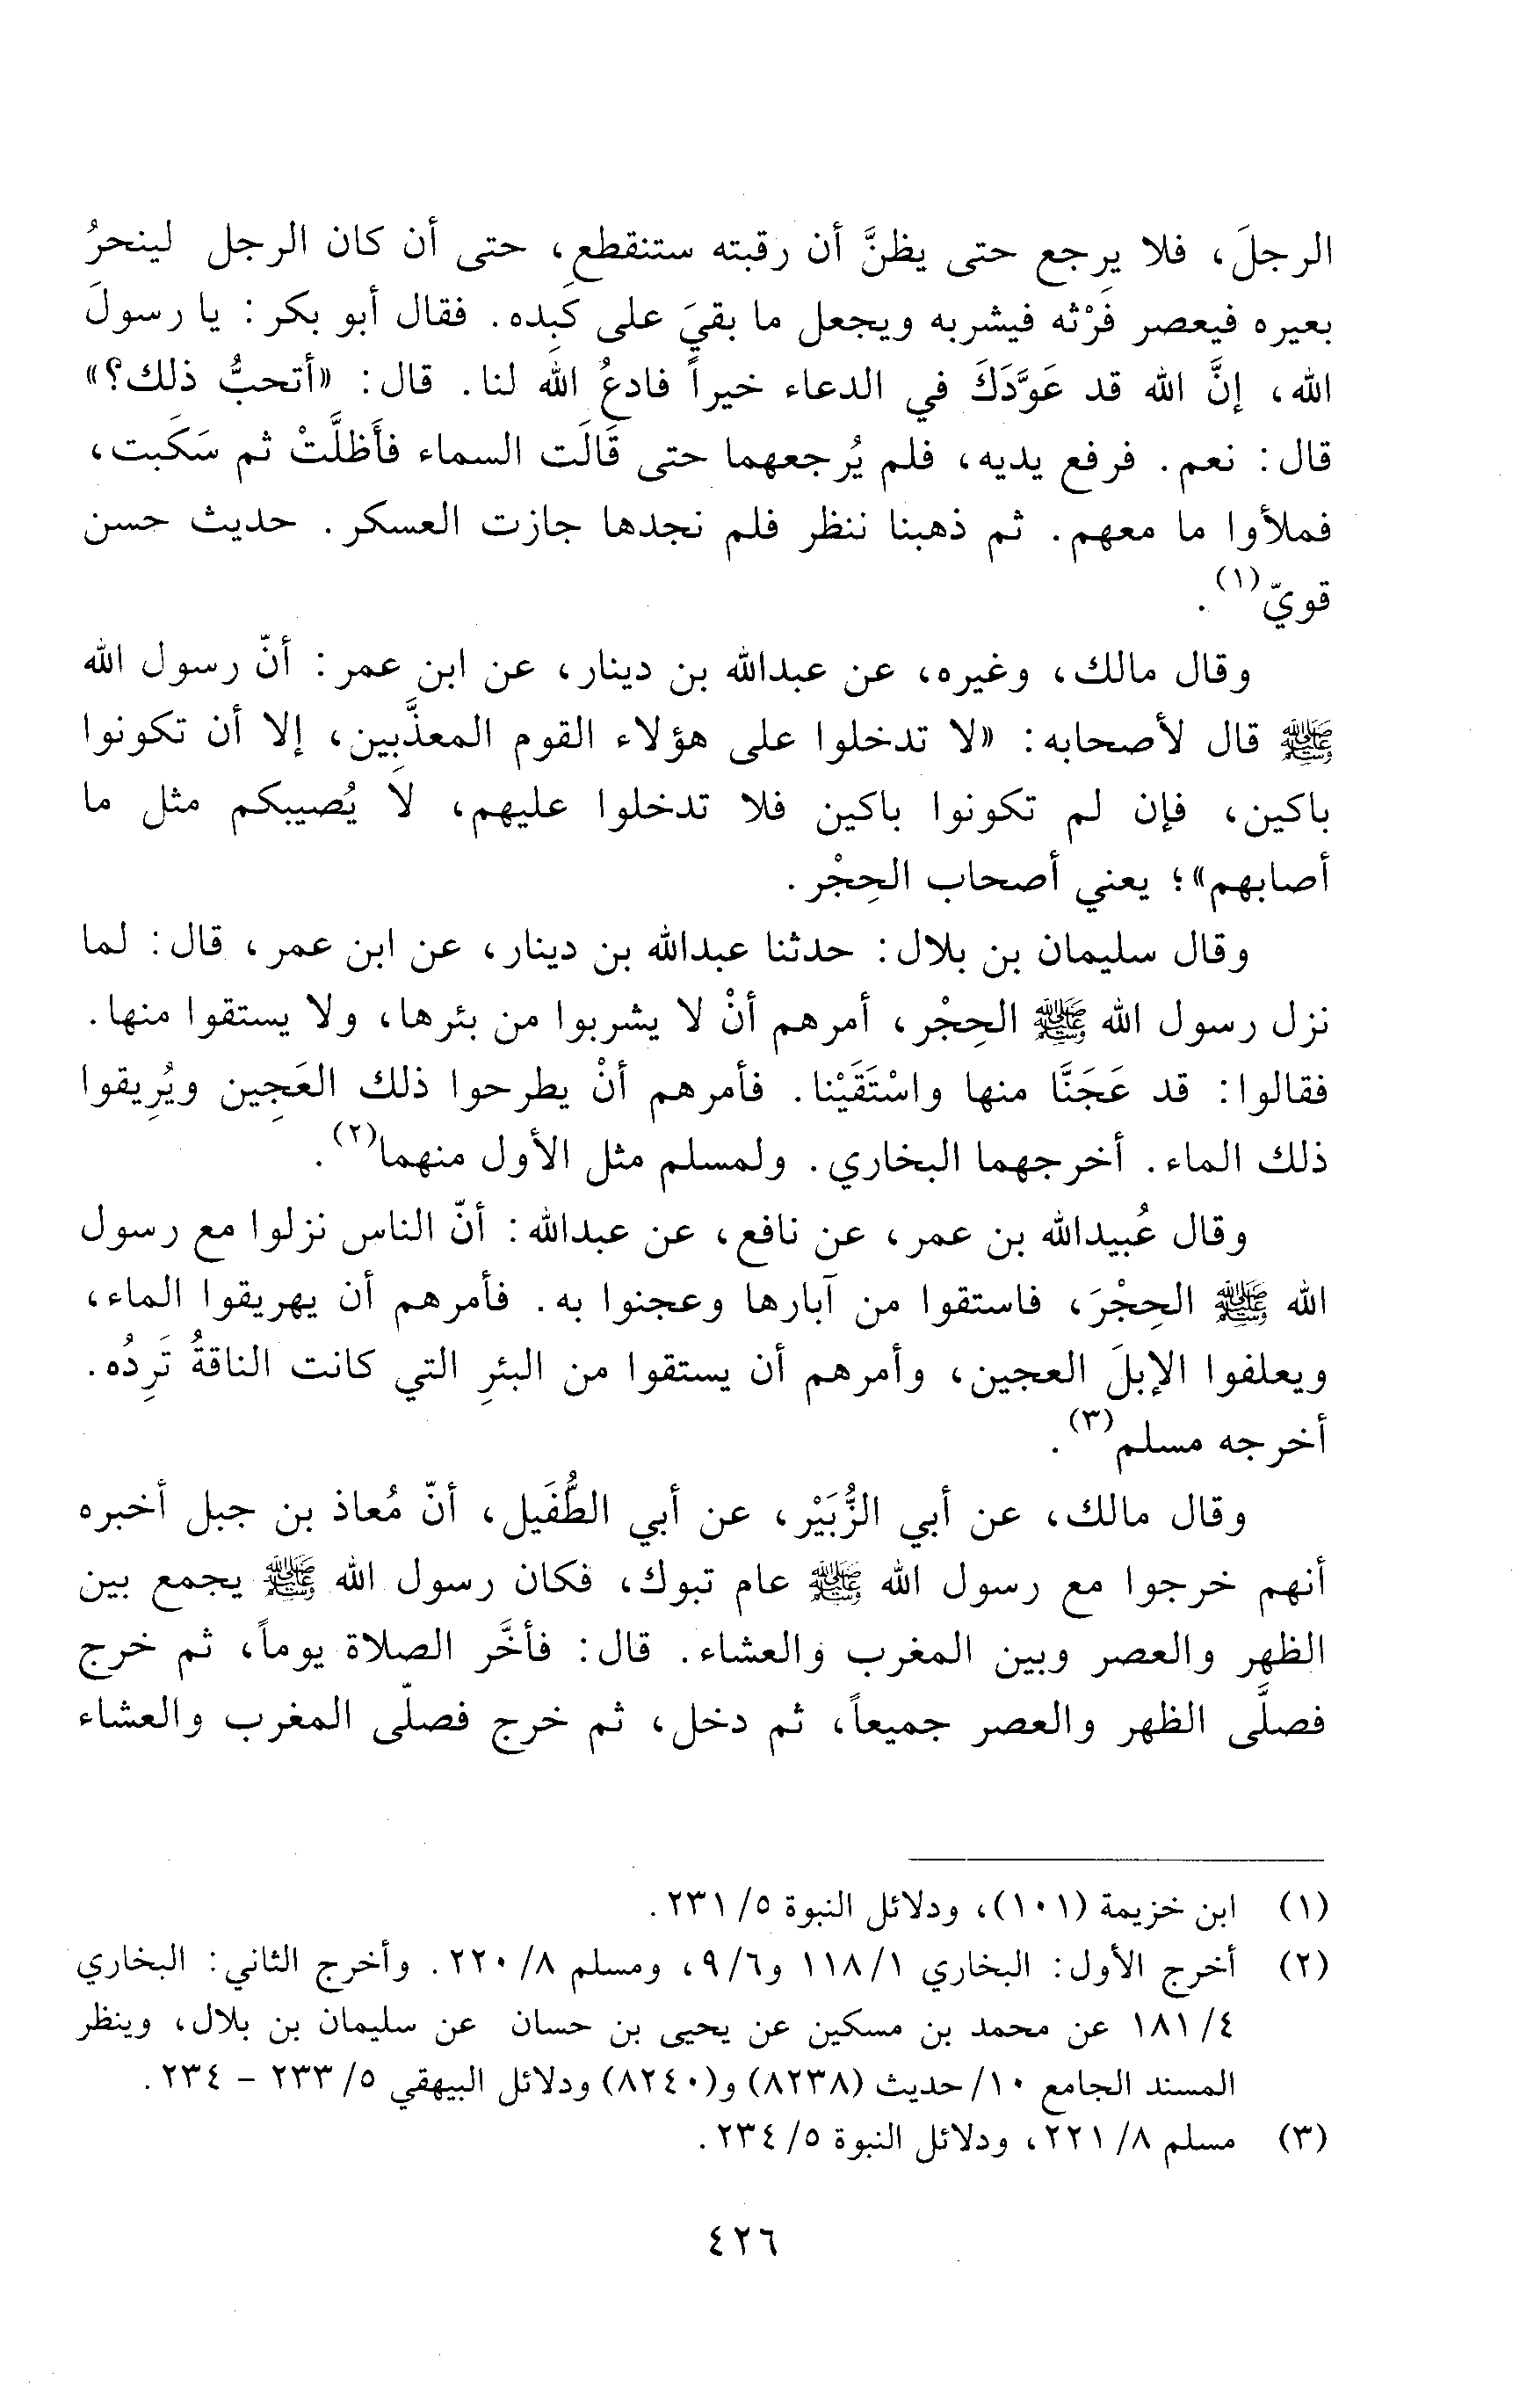 الرجلَ، فلا يرجع حتى يظنَّ أن رقبته ستنقطع، حتى أن كان الرجل لينحرُ
بعيره فيعصر فَرْثه فيشربه ويجعل ما بقيَ على كَبِده. فقال أبو بكر: يا رسولَ
الله، إنَّ الله قد عَوَّدَكَ في الدعاء خيراً فادعُ الله لنا. قال: «أتحبُّ ذلك؟»
قال: نعم. فرفع يديه، فلم يُرجعهما حتى قَالَت السماء فأَظلَّتْ ثم سَكَبت،
فملأوا ما معهم. ثم ذهبنا ننظر فلم نجدها جازت العسكر. حديث حسن
قويّ(١).
وقال مالك، وغيره، عن عبدالله بن دينار، عن ابن عمر: أنّ رسول الله
ﷺ قال لأصحابه: «لا تدخلوا على هؤلاء القوم المعذَّبِين، إلا أن تكونوا
باكين، فإن لم تكونوا باكين فلا تدخلوا عليهم، لا يُصيبكم مثل ما
أصابهم»؛ يعني أصحاب الحِجْر.
وقال سليمان بن بلال: حدثنا عبدالله بن دينار، عن ابن عمر، قال: لما
نزل رسول الله ﷺ الحِجْر، أمرهم أنْ لا يشربوا من بئرها، ولا يستقوا منها.
فقالوا: قد عَجَنَّا منها واسْتَقَيْنا. فأمرهم أنْ يطرحوا ذلك العَجِين ويُرِيقوا
ذلك الماء. أخرجهما البخاري. ولمسلم مثل الأول منهما(٢).
وقال عُبيدالله بن عمر، عن نافع، عن عبدالله: أنّ الناس نزلوا مع رسول
الله ﷺ الحِجْرَ، فاستقوا من آبارها وعجنوا به. فأمرهم أن يهريقوا الماء،
ويعلفوا الإبلَ العجين، وأمرهم أن يستقوا من البئرِ التي كانت الناقةُ تَرِدُه.
أخرجه مسلم(٣).
وقال مالك، عن أبي الزُّبَيْر، عن أبي الطُّفَيل، أنّ مُعاذ بن جبل أخبره
أنهم خرجوا مع رسول الله ﷺ عام تبوك، فكان رسول الله ﷺ يجمع بين
الظهر والعصر وبين المغرب والعشاء. قال: فأخَّر الصلاة يوماً، ثم خرج
فصلَّى الظهر والعصر جميعاً، ثم دخل، ثم خرج فصلّى المغرب والعشاء
(١) ابن خزيمة (١٠١)، ودلائل النبوة ٥/ ٢٣١.
(٢) أخرج الأول: البخاري ١/ ١١٨ و٦/ ٩، ومسلم ٨/ ٢٢٠. وأخرج الثاني: البخاري
٤/ ١٨١ عن محمد بن مسكين عن يحيى بن حسان عن سليمان بن بلال، وينظر
المسند الجامع ١٠/ حديث (٨٢٣٨) و(٨٢٤٠) ودلائل البيهقي ٥/ ٢٣٣ - ٢٣٤.
(٣) مسلم ٨/ ٢٢١، ودلائل النبوة ٥/ ٢٣٤.
٤٢٦